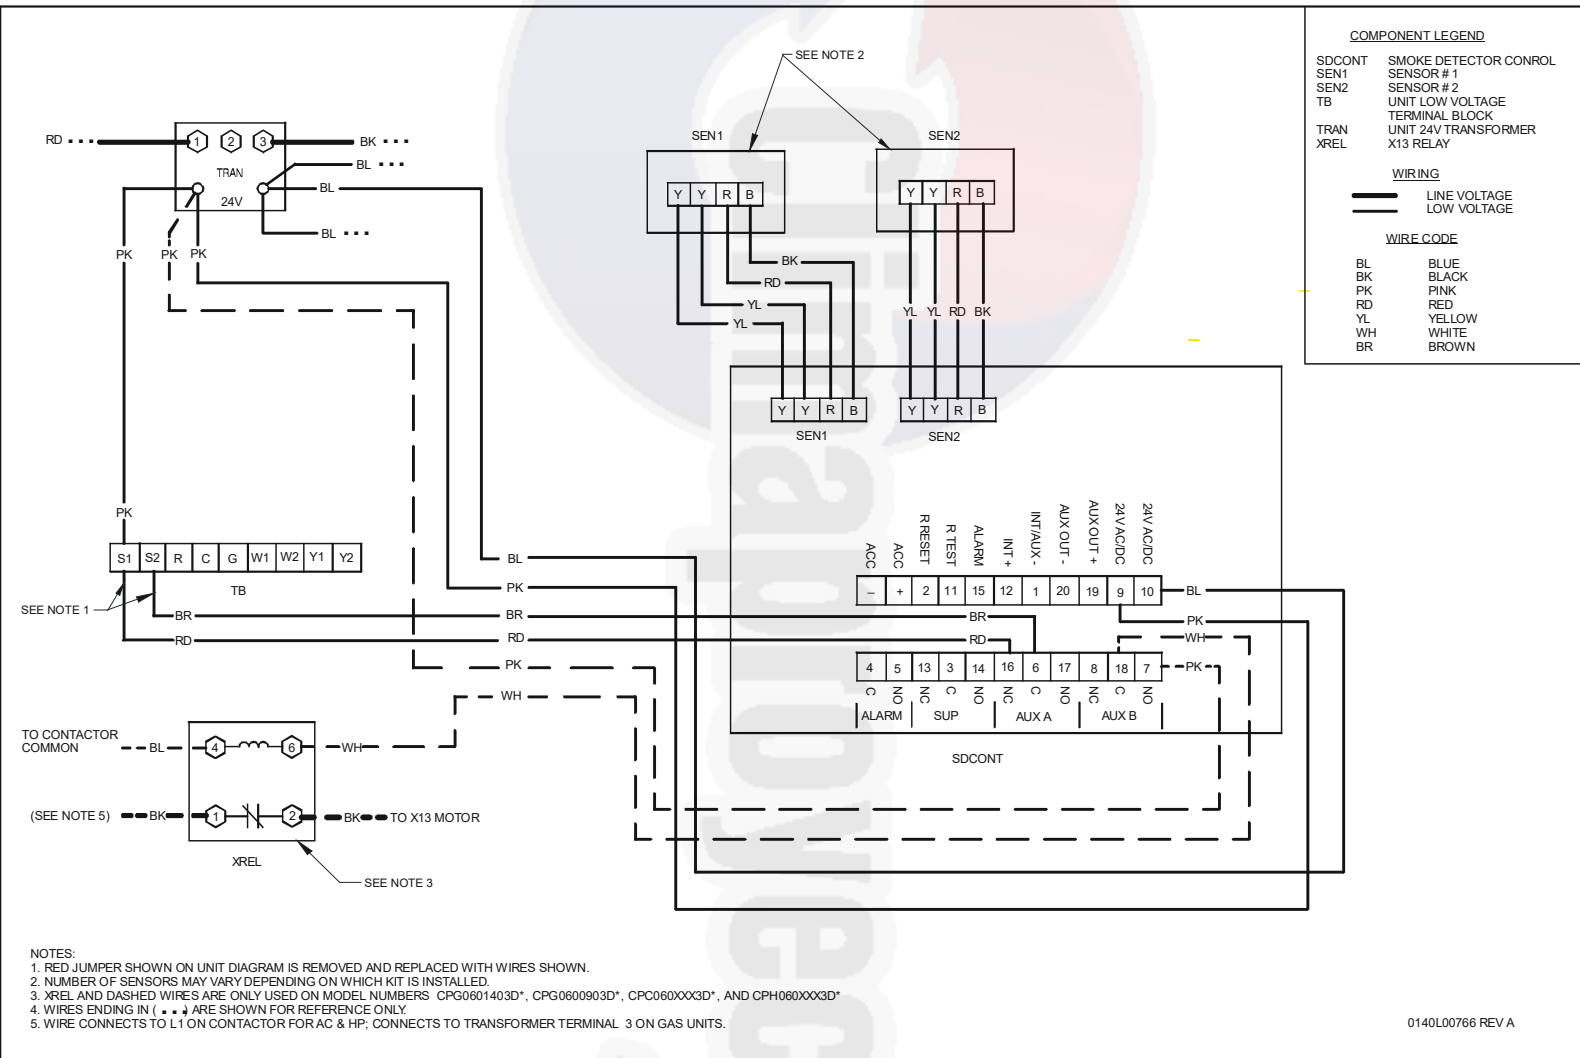 COMPONENT LEGEND
SDCONT SMOKE DETECTOR CONROL
SEN1 SENSOR # 1
SEN2 SENSOR # 2
TB UNIT LOW VOLTAGE
TERMINAL BLOCK
TRAN UNIT 24V TRANSFORMER
XREL X13 RELAY
WIRING
LINE VOLTAGE
LOW VOLTAGE
WIRE CODE
BL BLUE
BK BLACK
PK PINK
RD RED
YL YELLOW
WH WHITE
BR BROWN
SEE NOTE 2
SEN1 SEN2
RD 1 2 3 BK
BL
TRAN
BL
24V
BL
PK PK PK
Y Y R B
Y Y R B
BK
RD
YL
YL
YL YL RD BK
Y Y R B
Y Y R B
SEN1 SEN2
PK
S1 S2 R C G W1 W2 Y1 Y2
TB
SEE NOTE 1
BR
RD
BL
PK
BR
RD
PK
WH
ACC ACC R RESET R TEST ALARM INT + INT/AUX - AUX OUT - AUX OUT + 24V AC/DC 24V AC/DC
– + 2 11 15 12 1 20 19 9 10 BL
BR PK
RD WH
4 5 13 3 14 16 6 17 8 18 7 PK
C NO NC C NO NC C NO NC C NO
ALARM SUP AUX A AUX B
SDCONT
TO CONTACTOR
COMMON
BL 4 6 WH
(SEE NOTE 5) BK 1 2 BK TO X13 MOTOR
XREL
SEE NOTE 3
NOTES:
1. RED JUMPER SHOWN ON UNIT DIAGRAM IS REMOVED AND REPLACED WITH WIRES SHOWN.
2. NUMBER OF SENSORS MAY VARY DEPENDING ON WHICH KIT IS INSTALLED.
3. XREL AND DASHED WIRES ARE ONLY USED ON MODEL NUMBERS CPG0601403D*, CPG0600903D*, CPC060XXX3D*, AND CPH060XXX3D*
4. WIRES ENDING IN ( ▪ ▪ ▪ ) ARE SHOWN FOR REFERENCE ONLY.
5. WIRE CONNECTS TO L1 ON CONTACTOR FOR AC & HP; CONNECTS TO TRANSFORMER TERMINAL 3 ON GAS UNITS.
0140L00766 REV A